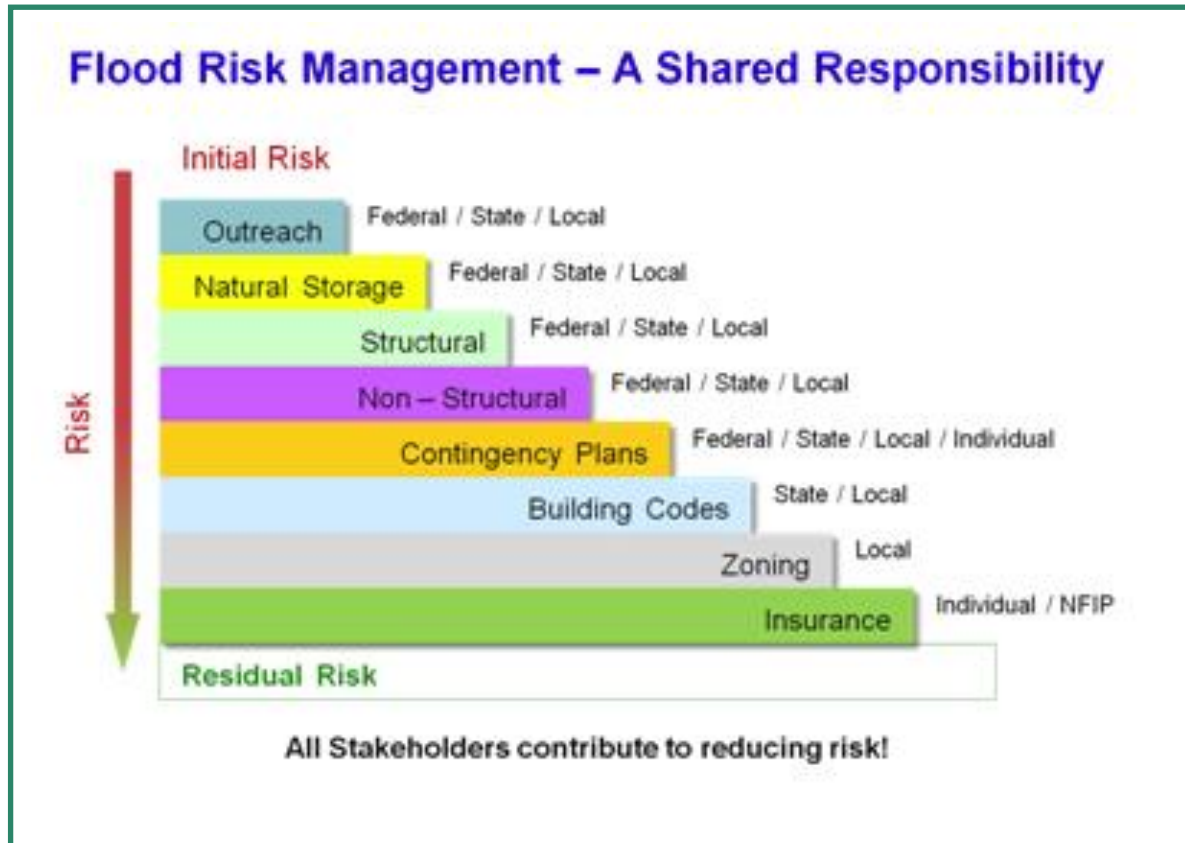 Flood Risk Management – A Shared Responsibility
Initial Risk
Outreach
Federal / State / Local
Natural Storage
Federal / State / Local
Structural
Federal / State / Local
Non – Structural
Federal / State / Local
Contingency Plans
Federal / State / Local / Individual
Building Codes
State / Local
Zoning
Local
Insurance
Individual / NFIP
Residual Risk
Risk
All Stakeholders contribute to reducing risk!